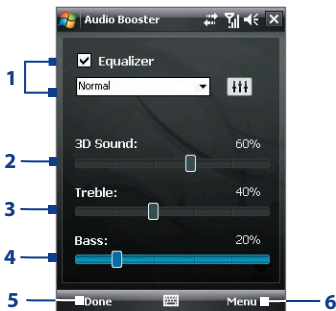 Audio Booster
1
Equalizer
Normal
2
3D Sound: 60%
3
Treble: 40%
4
Bass: 20%
5
Done Menu
6